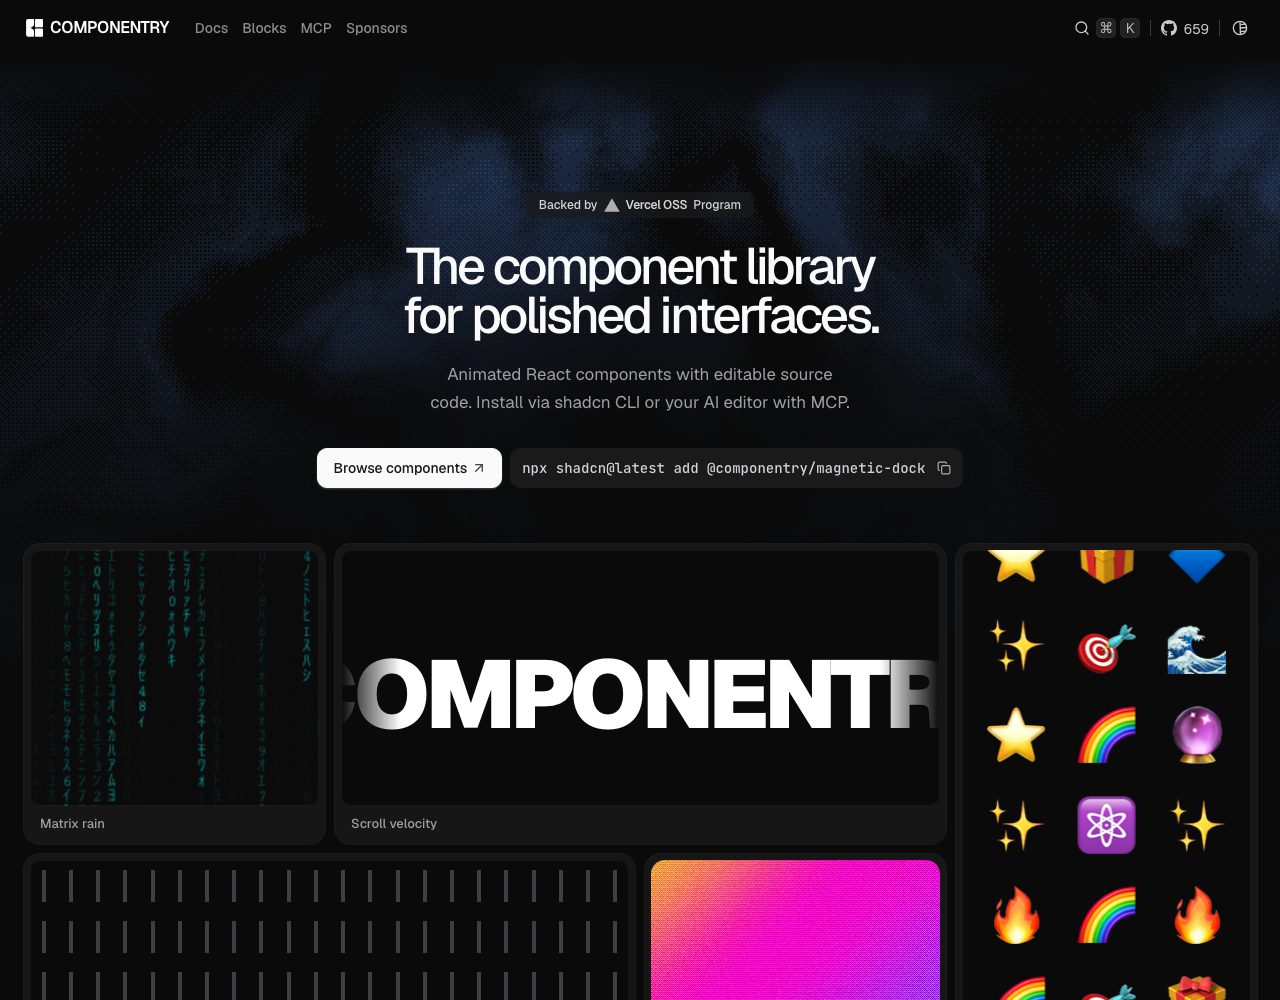 COMPONENTRY
Docs Blocks MCP Sponsors
⌘ K
659
Backed by Vercel OSS Program
The component library
for polished interfaces.
Animated React components with editable source
code. Install via shadcn CLI or your AI editor with MCP.
Browse components
npx shadcn@latest add @componentry/magnetic-dock
COMPONENTR
Matrix rain
Scroll velocity